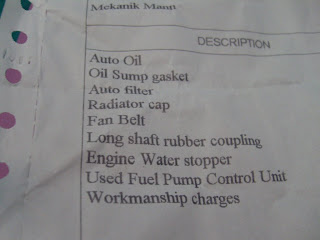 Mekanik Mann
DESCRIPTION
Auto Oil
Oil Sump gasket
Auto filter
Radiator cap
Fan Belt
Long shaft rubber coupling
Engine Water stopper
Used Fuel Pump Control Unit
Workmanship charges